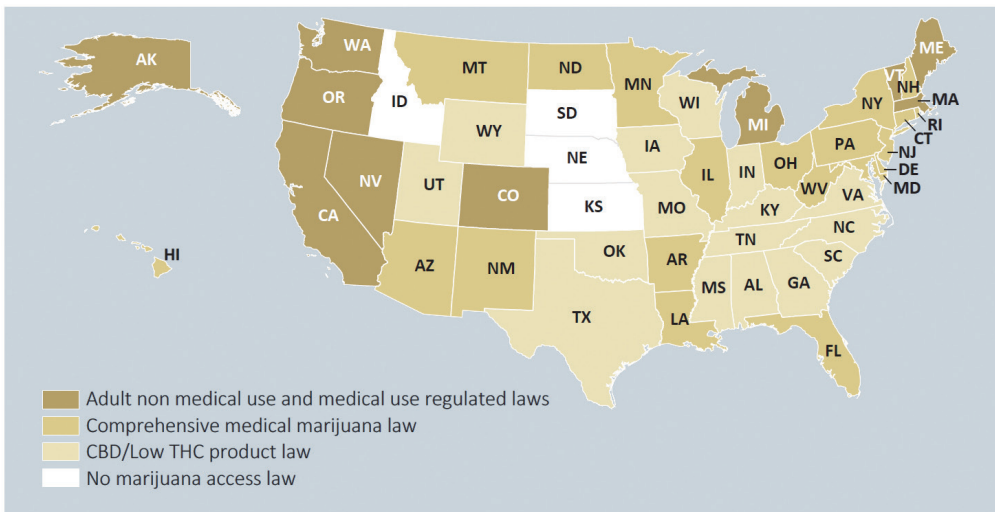 AK
WA
ME
MT
ND
VT
NH
MN
OR
NY
MA
ID
WI
SD
RI
MI
CT
WY
PA
IA
NJ
NE
OH
DE
NV
IL
IN
MD
UT
WV
CO
VA
KS
MO
KY
CA
NC
TN
OK
HI
AZ
NM
AR
SC
MS
AL
GA
TX
LA
FL
Adult non medical use and medical use regulated laws
Comprehensive medical marijuana law
CBD/Low THC product law
No marijuana access law